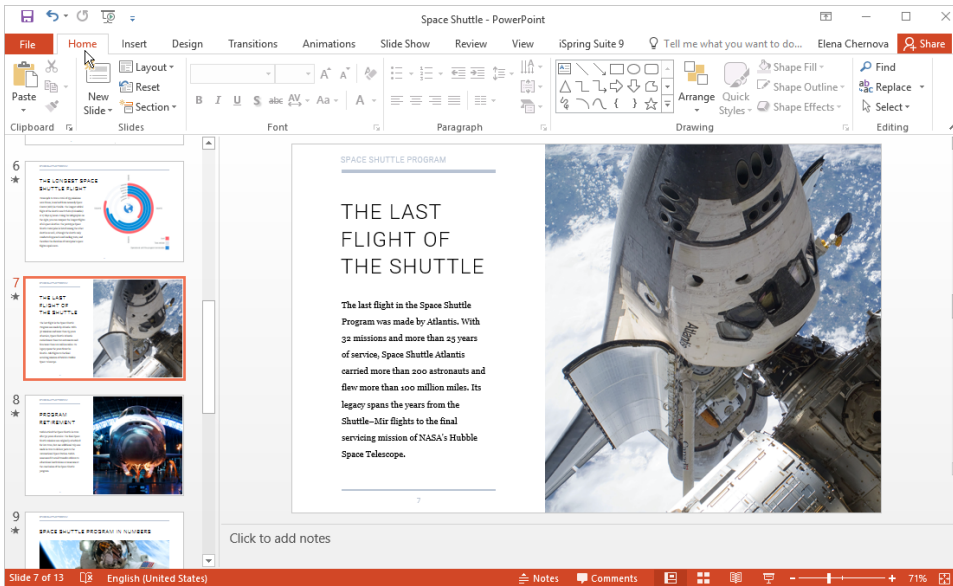 Space Shuttle - PowerPoint
File Home Insert Design Transitions Animations Slide Show Review View iSpring Suite 9 Tell me what you want to do... Elena Chernova Share
Paste
New
Slide
Layout
Reset
Section
B I U S abc AV Aa A
Arrange
Quick
Styles
Shape Fill
Shape Outline
Shape Effects
Find
Replace
Select
Clipboard Slides Font Paragraph Drawing Editing
6
THE LONGEST SPACE
SHUTTLE FLIGHT
7
THE LAST
FLIGHT OF
THE SHUTTLE
8
PROGRAM
RETIREMENT
9
SPACE SHUTTLE PROGRAM IN NUMBERS
SPACE SHUTTLE PROGRAM
THE LAST
FLIGHT OF
THE SHUTTLE
The last flight in the Space Shuttle
Program was made by Atlantis. With
32 missions and more than 25 years
of service, Space Shuttle Atlantis
carried more than 200 astronauts and
flew more than 100 million miles. Its
legacy spans the years from the
Shuttle–Mir flights to the final
servicing mission of NASA's Hubble
Space Telescope.
7
Atlantis
Click to add notes
Slide 7 of 13 English (United States) Notes Comments 71%